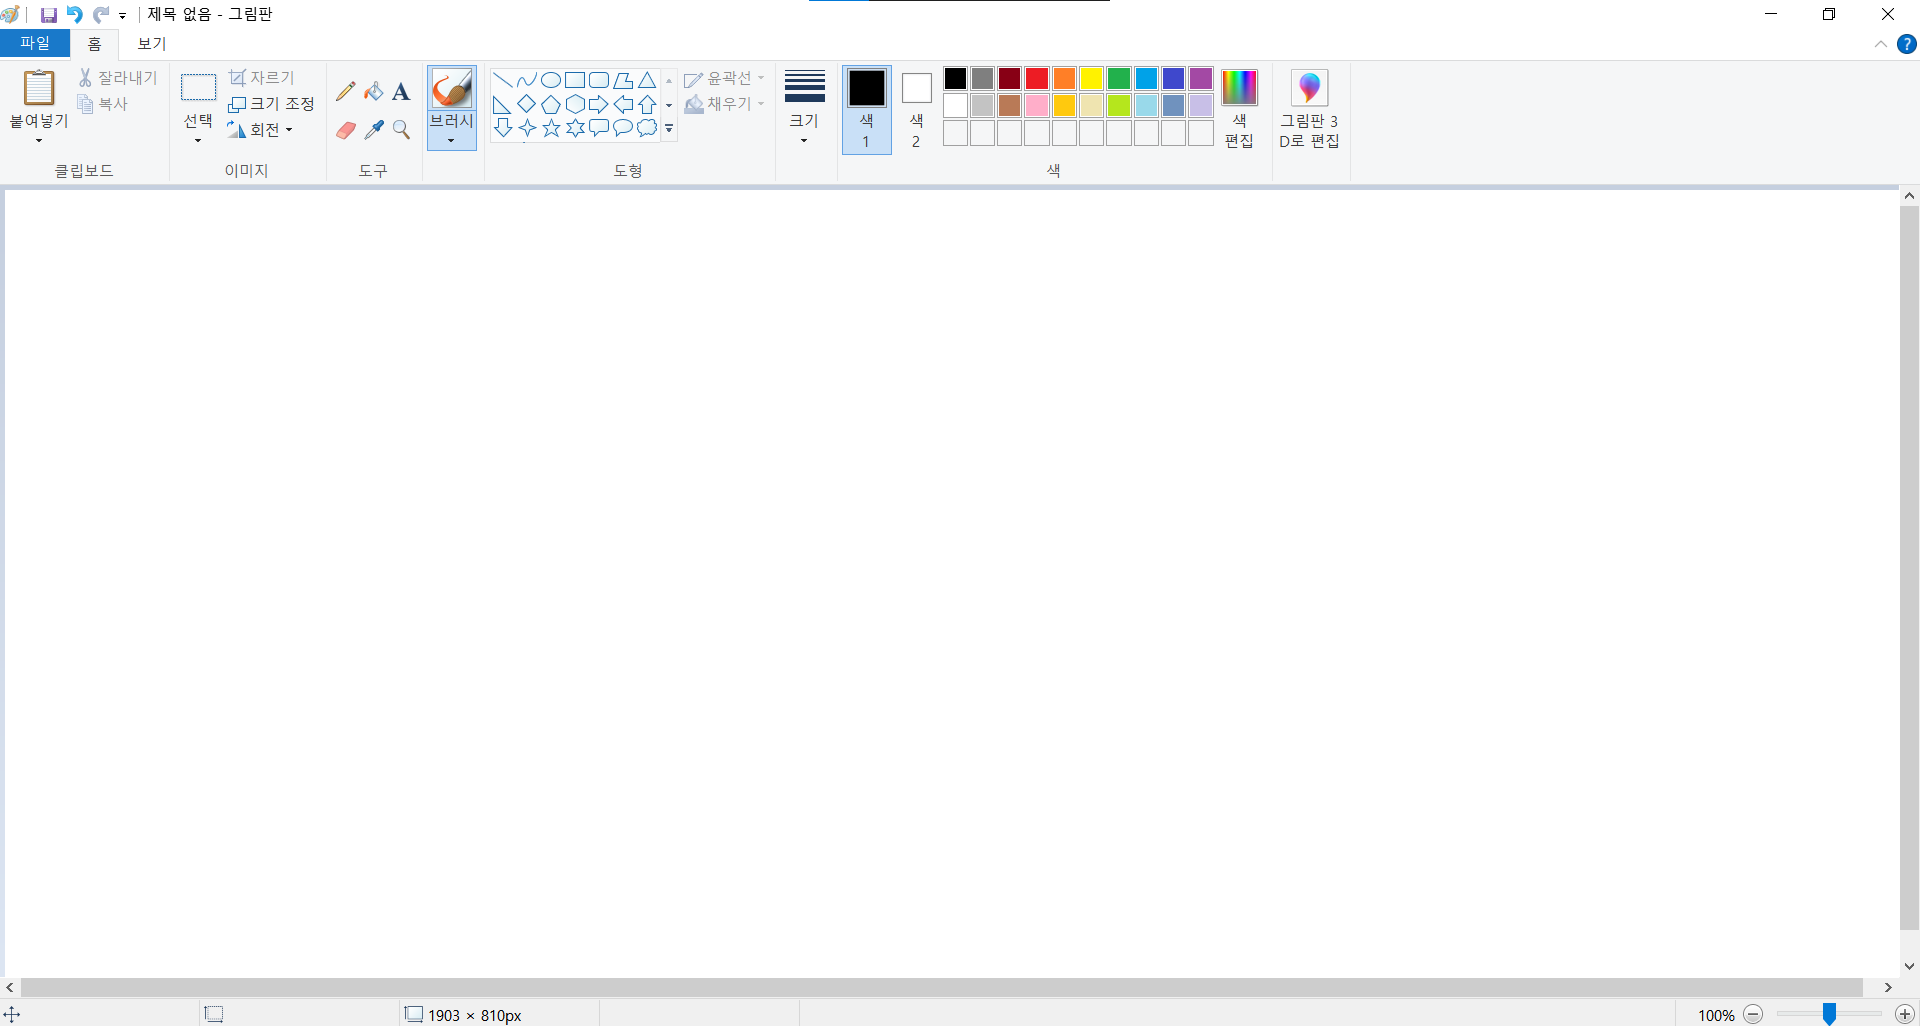 제목 없음 - 그림판
파일 홈 보기
붙여넣기
잘라내기
복사
클립보드
선택
자르기
크기 조정
회전
이미지
A
도구
브러시
도형
윤곽선
채우기
크기
색
1
색
2
색
편집
색
그림판 3
D로 편집
1903 × 810px
100%